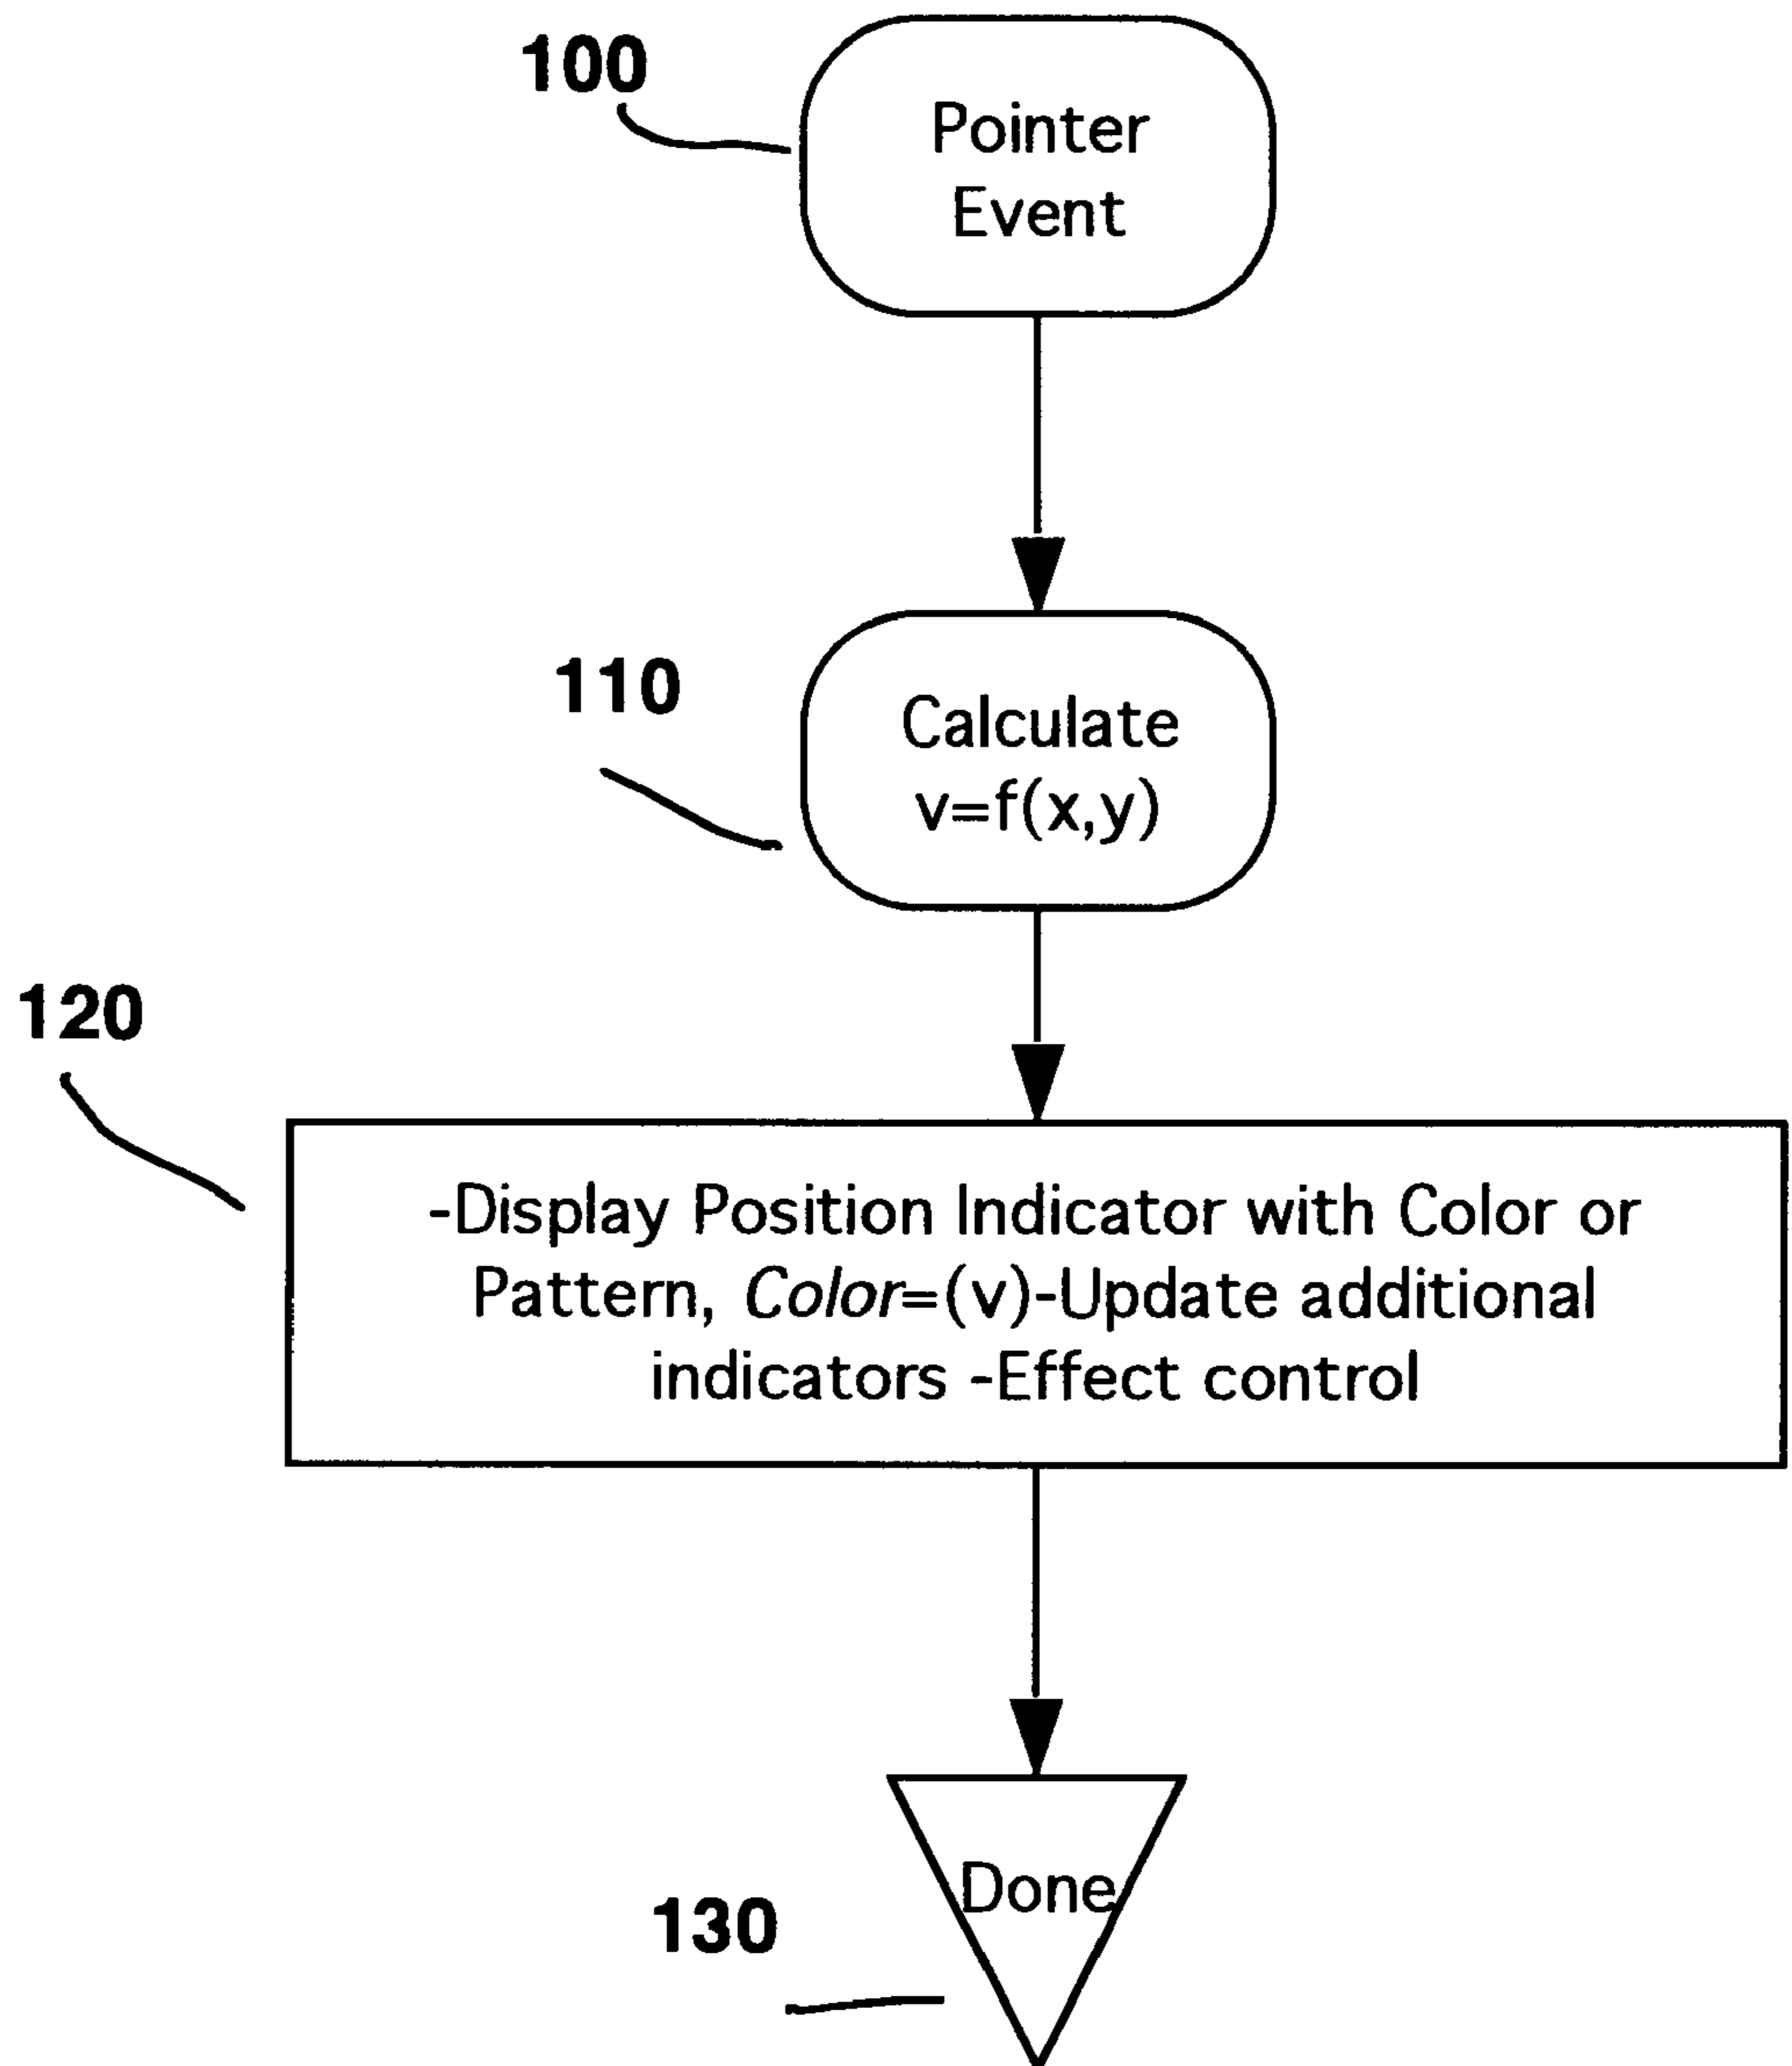 100
Pointer
Event
110
Calculate
v=f(x,y)
120
-Display Position Indicator with Color or
Pattern, Color=(v)-Update additional
indicators -Effect control
Done
130